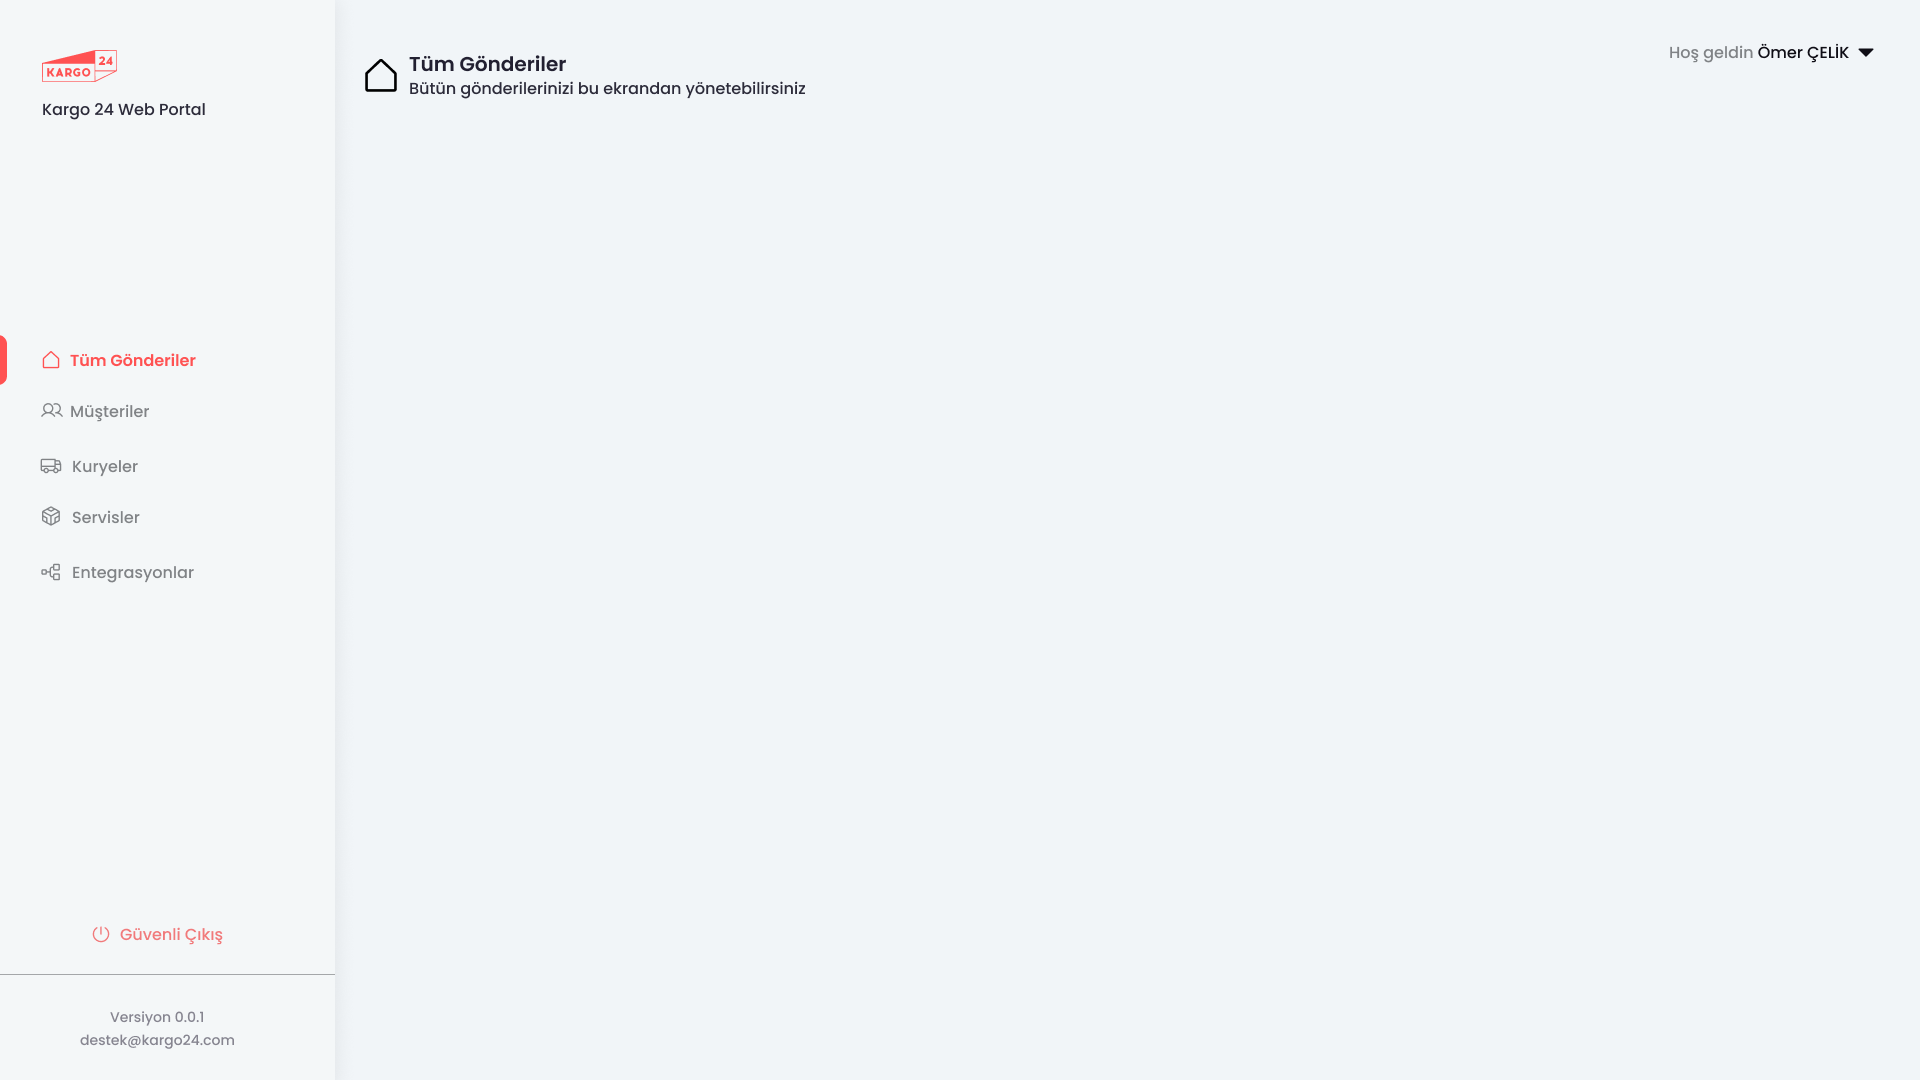 24
KARGO
Kargo 24 Web Portal
Tüm Gönderiler
Müşteriler
Kuryeler
Servisler
Entegrasyonlar
Güvenli Çıkış
Versiyon 0.0.1
destek@kargo24.com
Tüm Gönderiler
Bütün gönderilerinizi bu ekrandan yönetebilirsiniz
Hoş geldin Ömer ÇELİK